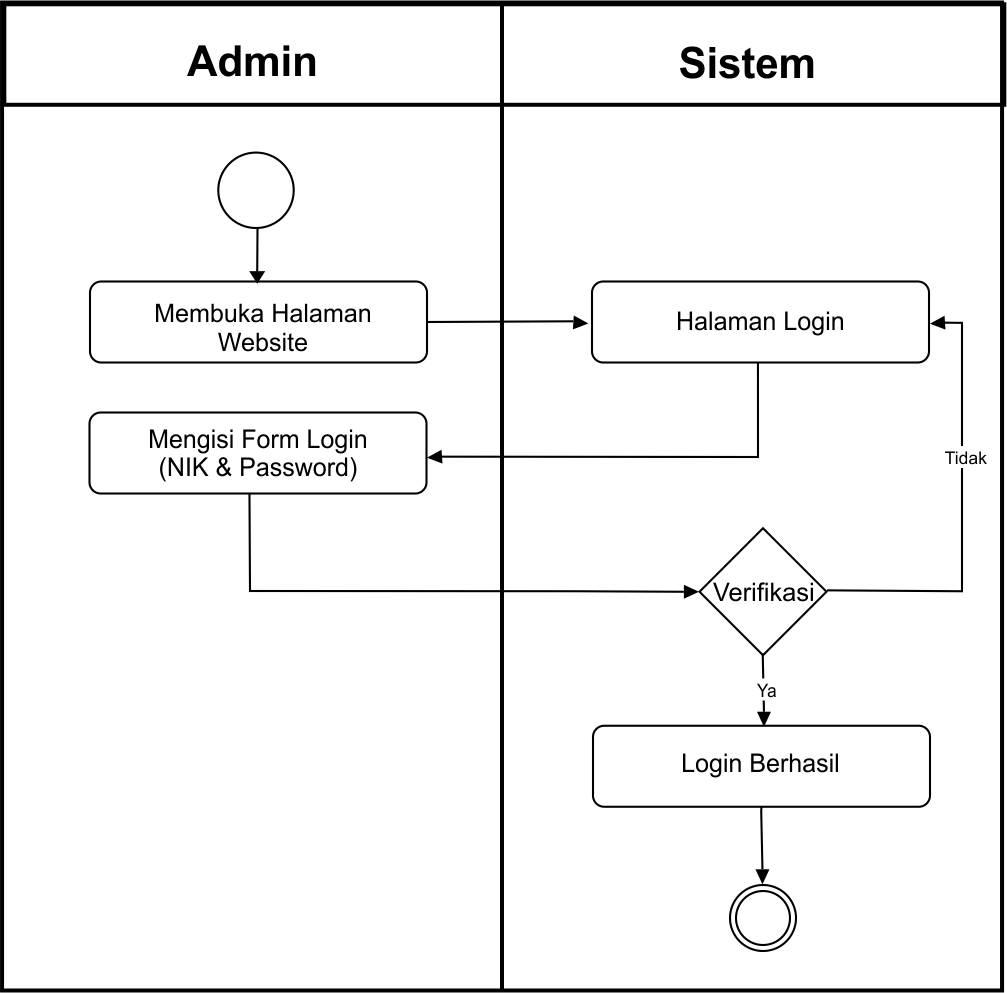 Admin
Sistem
Membuka Halaman
Website
Halaman Login
Mengisi Form Login
(NIK & Password)
Tidak
Verifikasi
Ya
Login Berhasil